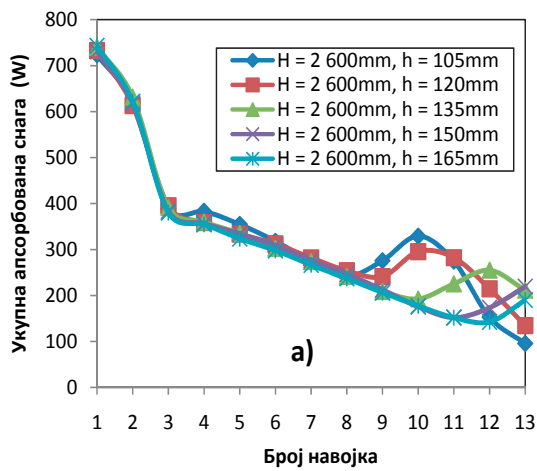 800
700
600
500
400
300
200
100
0
Укупна апсорбована снага (W)
H = 2 600mm, h = 105mm
H = 2 600mm, h = 120mm
H = 2 600mm, h = 135mm
H = 2 600mm, h = 150mm
H = 2 600mm, h = 165mm
а)
1 2 3 4 5 6 7 8 9 10 11 12 13
Број навојка